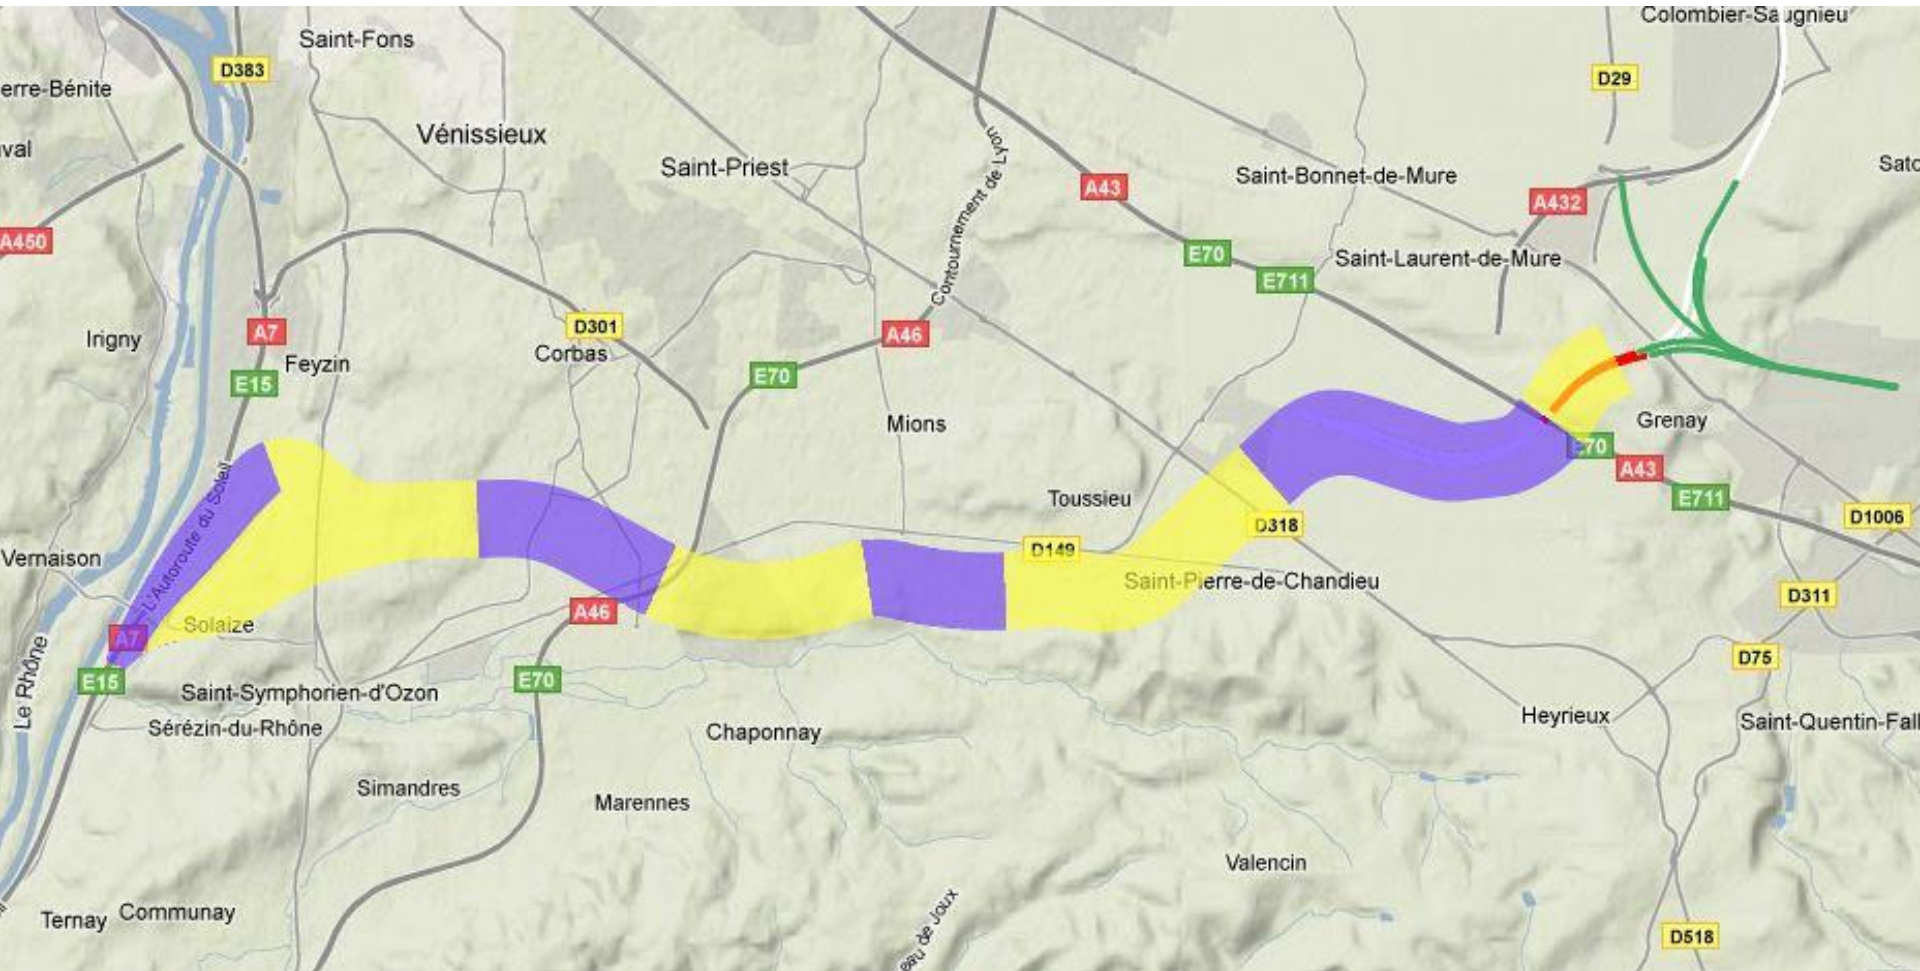 Colombier-Saugnieu
Saint-Fons
D383
D29
erre-Bénite
Vénissieux
val
Saint-Priest
Contournement de Lyon
A43
Saint-Bonnet-de-Mure
Sato
A432
A450
E70
Saint-Laurent-de-Mure
E711
A7
D301
A46
Irigny
Corbas
Feyzin
E15
E70
Mions
Grenay
E70
A43
L'Autoroute du Soleil
Toussieu
E711
D318
D1006
D149
Vernaison
Saint-Pierre-de-Chandieu
D311
A46
Solaize
A7
D75
Le Rhône
E15
E70
Saint-Symphorien-d'Ozon
Sérézin-du-Rhône
Chaponnay
Heyrieux
Saint-Quentin-Fall
Simandres
Marennes
Valencin
Ternay
Communay
de Joux
D518